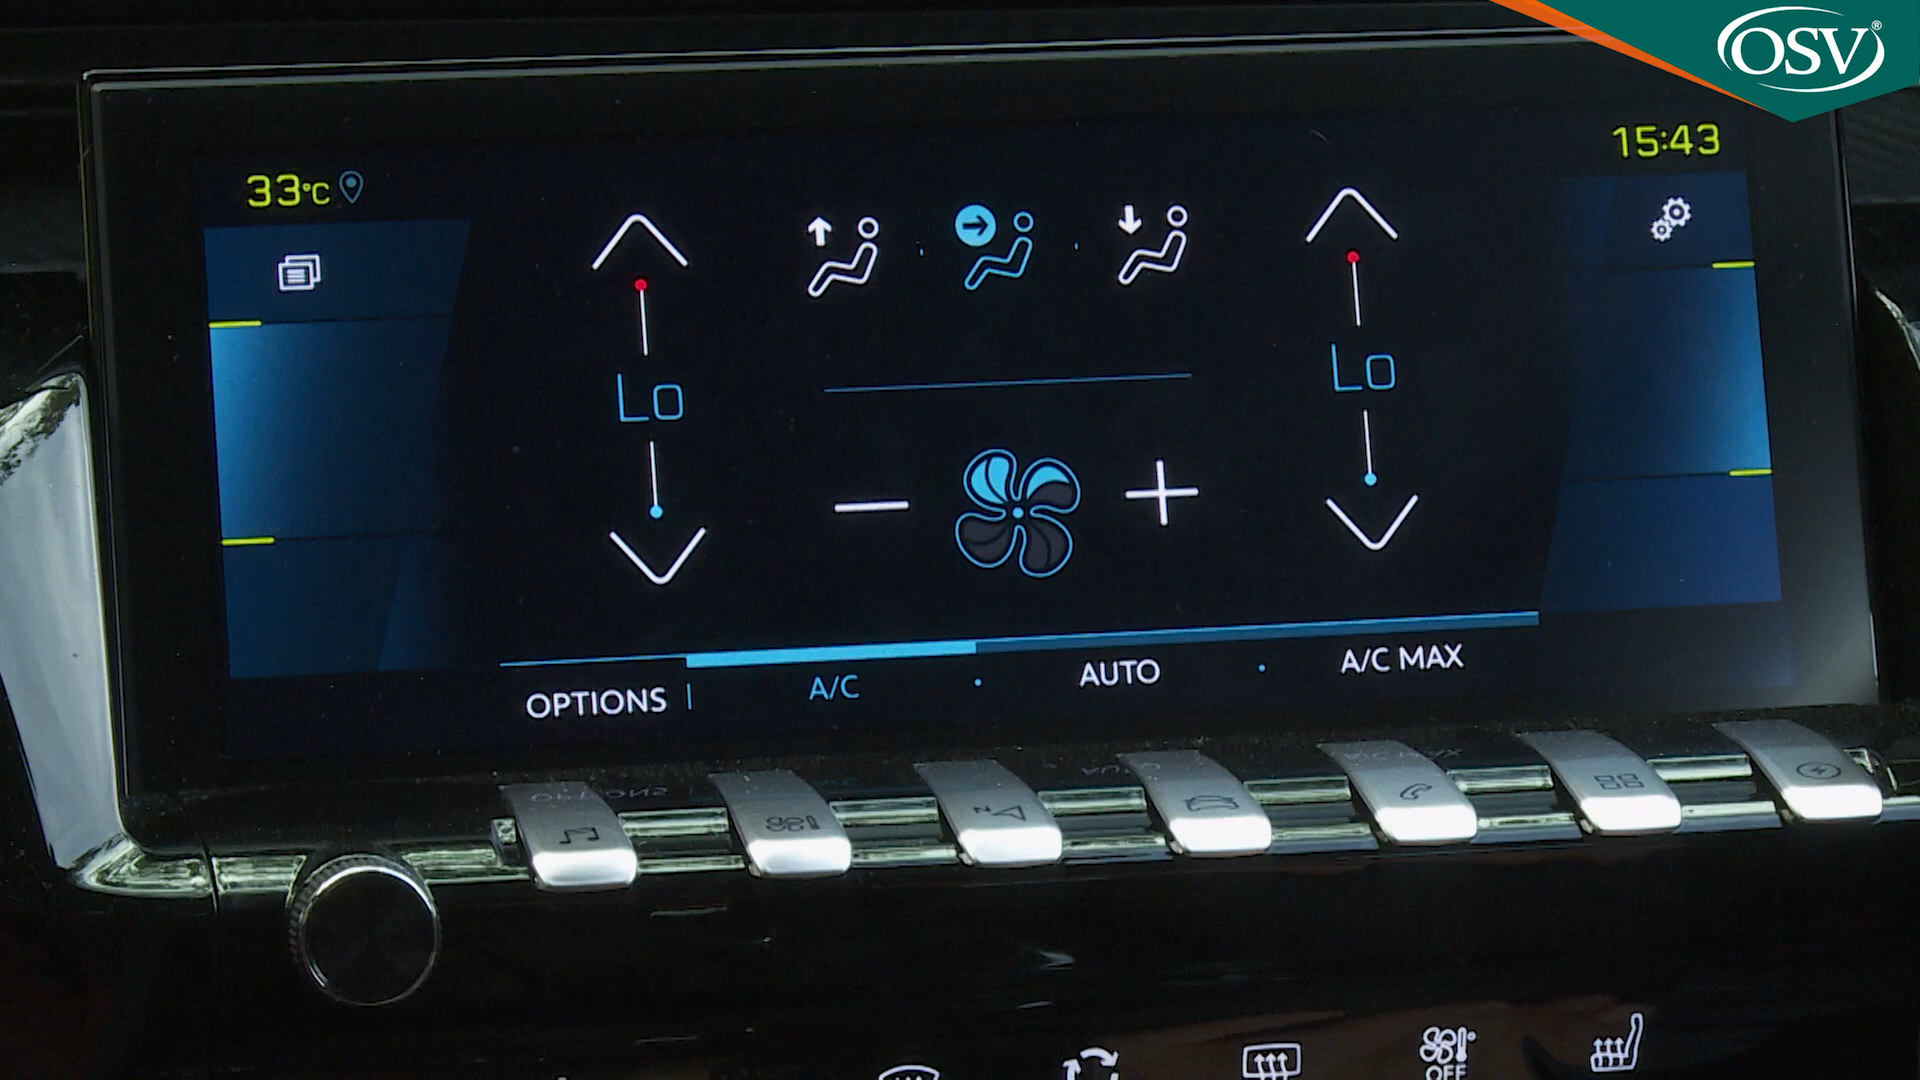 OSV®
33°C
15:43
Lo
Lo
OPTIONS
A/C
AUTO
A/C MAX
N
OFF